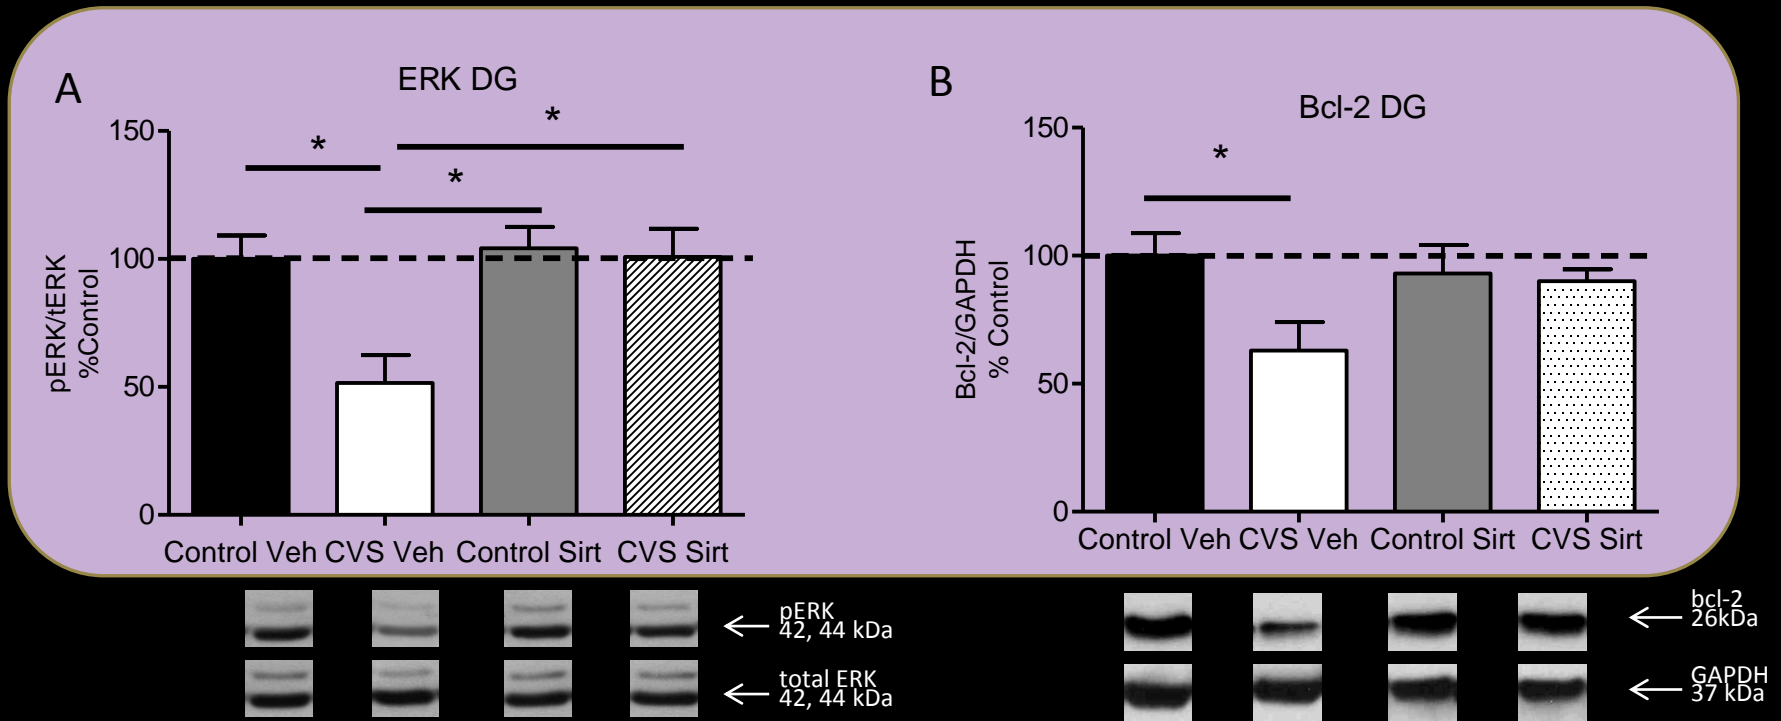 A
ERK DG
150
100
50
0
pERK/tERK
%Control
*
*
*
Control Veh CVS Veh Control Sirt CVS Sirt
pERK
42, 44 kDa
total ERK
42, 44 kDa
B
Bcl-2 DG
150
100
50
0
Bcl-2/GAPDH
% Control
*
Control Veh CVS Veh Control Sirt CVS Sirt
bcl-2
26kDa
GAPDH
37 kDa